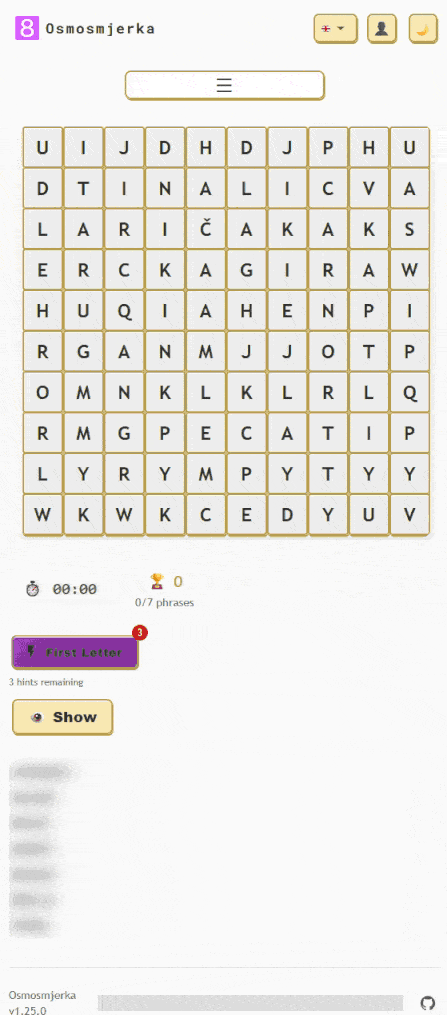 8 Osmosmjerka
U I J D H D J P H U
D T I N A L I C V A
L A R I Č A K A K S
E R C K A G I R A W
H U Q I A H E N P I
R G A N M J J O T P
O M N K L K L R L Q
R M G P E C A T I P
L Y R Y M P Y T Y Y
W K W K C E D Y U V
00:00
0
0/7 phrases
3
First Letter
3 hints remaining
Show
Osmosmjerka
v1.25.0